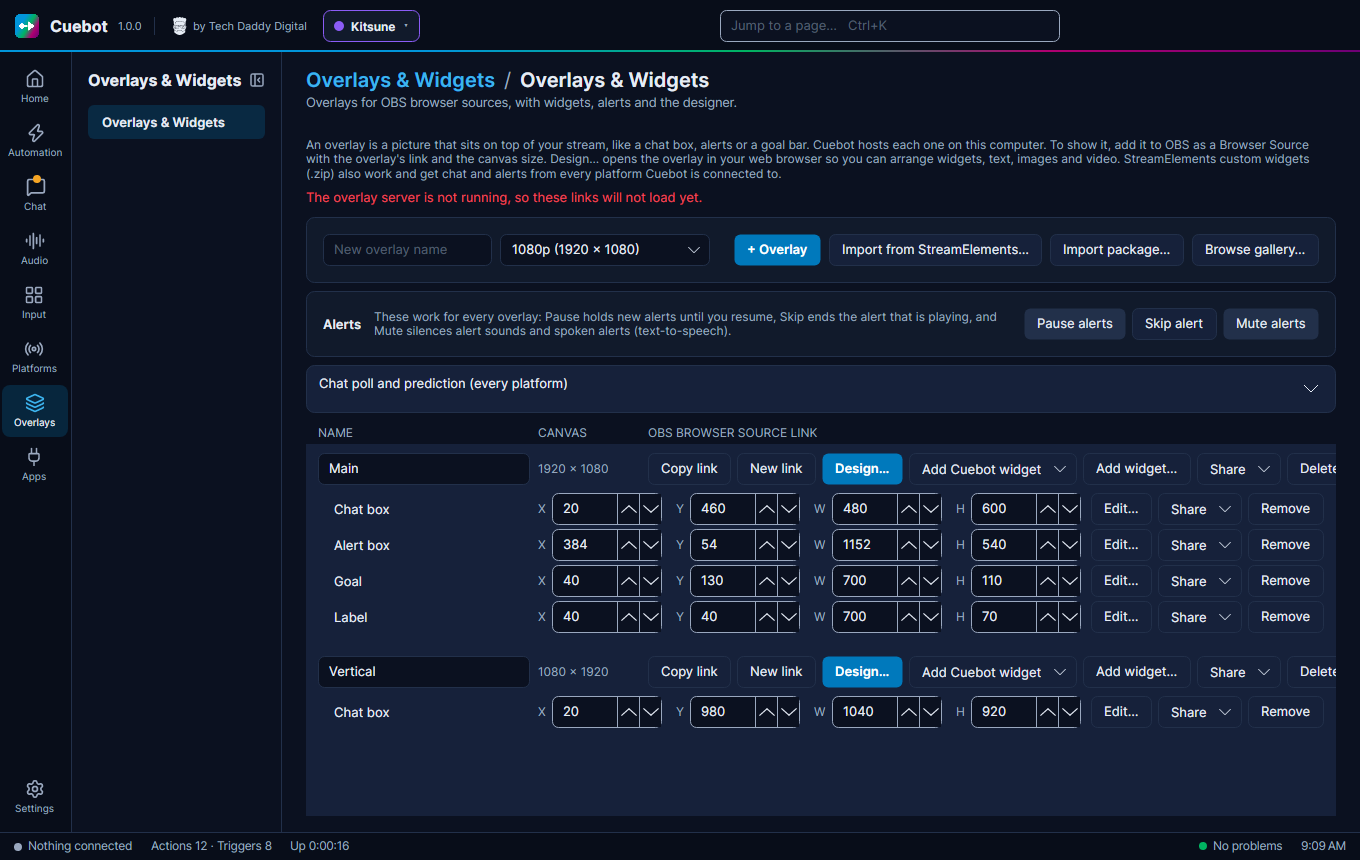 Cuebot 1.0.0 by Tech Daddy Digital Kitsune Jump to a page... Ctrl+K
Home
Automation
Chat
Audio
Input
Platforms
Overlays
Apps
Settings
Overlays & Widgets
Overlays & Widgets
Overlays & Widgets / Overlays & Widgets
Overlays for OBS browser sources, with widgets, alerts and the designer.
An overlay is a picture that sits on top of your stream, like a chat box, alerts or a goal bar. Cuebot hosts each one on this computer. To show it, add it to OBS as a Browser Source
with the overlay's link and the canvas size. Design... opens the overlay in your web browser so you can arrange widgets, text, images and video. StreamElements custom widgets
(.zip) also work and get chat and alerts from every platform Cuebot is connected to.
The overlay server is not running, so these links will not load yet.
New overlay name 1080p (1920 × 1080) + Overlay Import from StreamElements... Import package... Browse gallery...
Alerts
These work for every overlay: Pause holds new alerts until you resume, Skip ends the alert that is playing, and
Mute silences alert sounds and spoken alerts (text-to-speech).
Pause alerts Skip alert Mute alerts
Chat poll and prediction (every platform)
NAME CANVAS OBS BROWSER SOURCE LINK
Main 1920 × 1080 Copy link New link Design... Add Cuebot widget Add widget... Share Delete
Chat box X 20 Y 460 W 480 H 600 Edit... Share Remove
Alert box X 384 Y 54 W 1152 H 540 Edit... Share Remove
Goal X 40 Y 130 W 700 H 110 Edit... Share Remove
Label X 40 Y 40 W 700 H 70 Edit... Share Remove
Vertical 1080 × 1920 Copy link New link Design... Add Cuebot widget Add widget... Share Delete
Chat box X 20 Y 980 W 1040 H 920 Edit... Share Remove
Nothing connected Actions 12 · Triggers 8 Up 0:00:16 No problems 9:09 AM